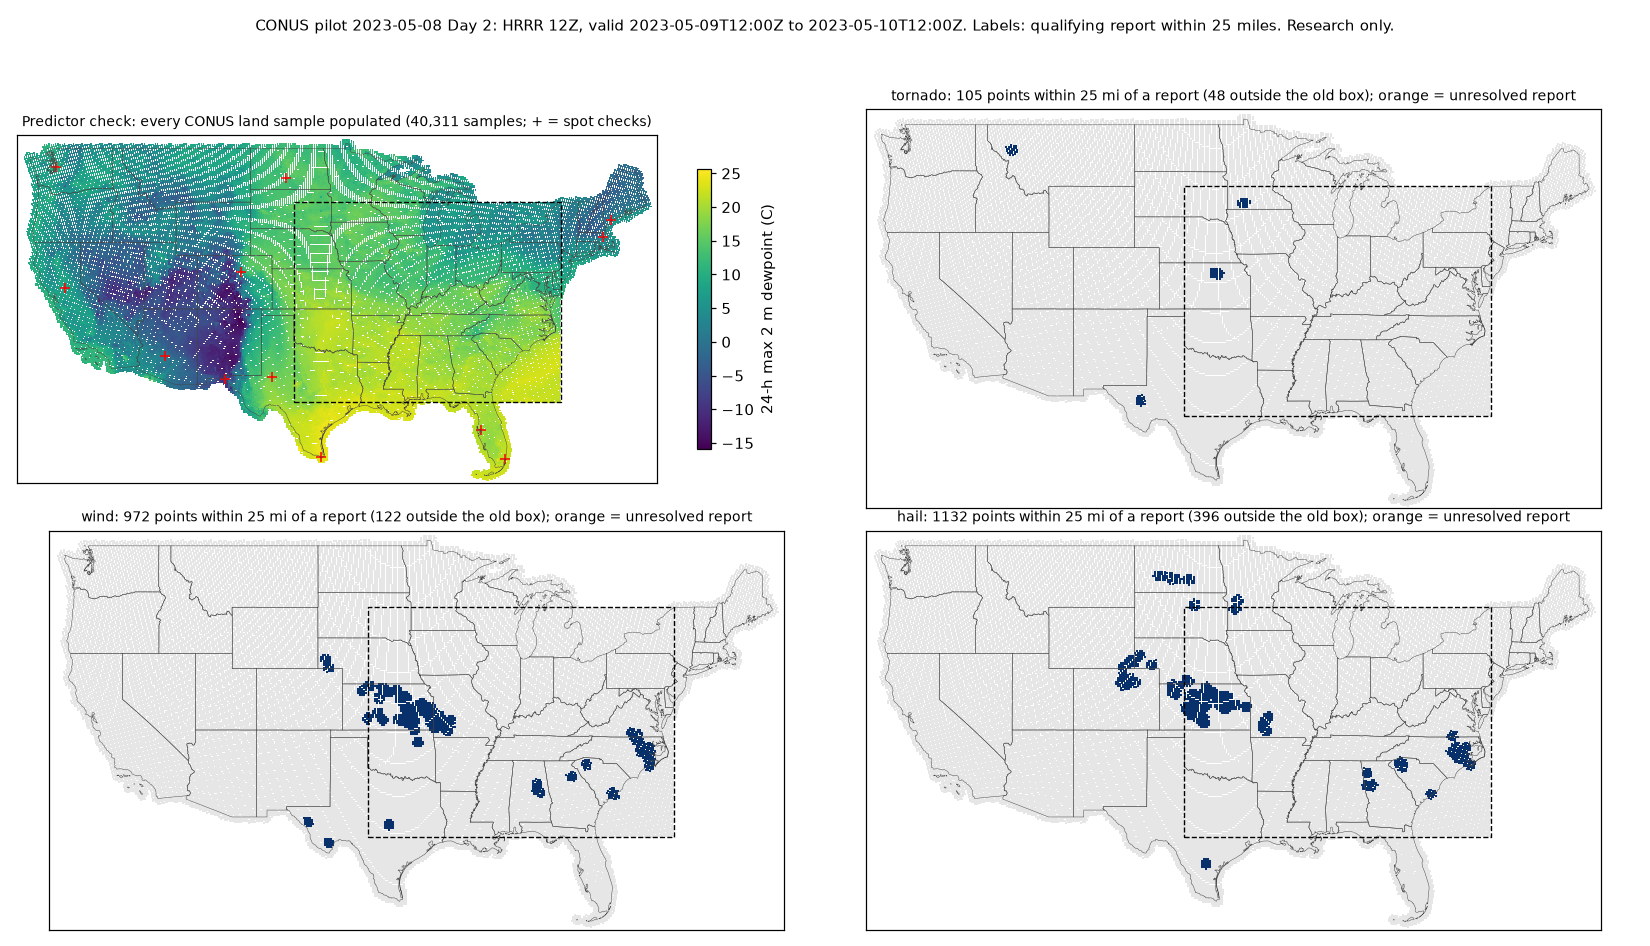 CONUS pilot 2023-05-08 Day 2: HRRR 12Z, valid 2023-05-09T12:00Z to 2023-05-10T12:00Z. Labels: qualifying report within 25 miles. Research only.
Predictor check: every CONUS land sample populated (40,311 samples; + = spot checks)
25
20
15
10
5
0
−5
−10
−15
24-h max 2 m dewpoint (C)
tornado: 105 points within 25 mi of a report (48 outside the old box); orange = unresolved report
wind: 972 points within 25 mi of a report (122 outside the old box); orange = unresolved report
hail: 1132 points within 25 mi of a report (396 outside the old box); orange = unresolved report